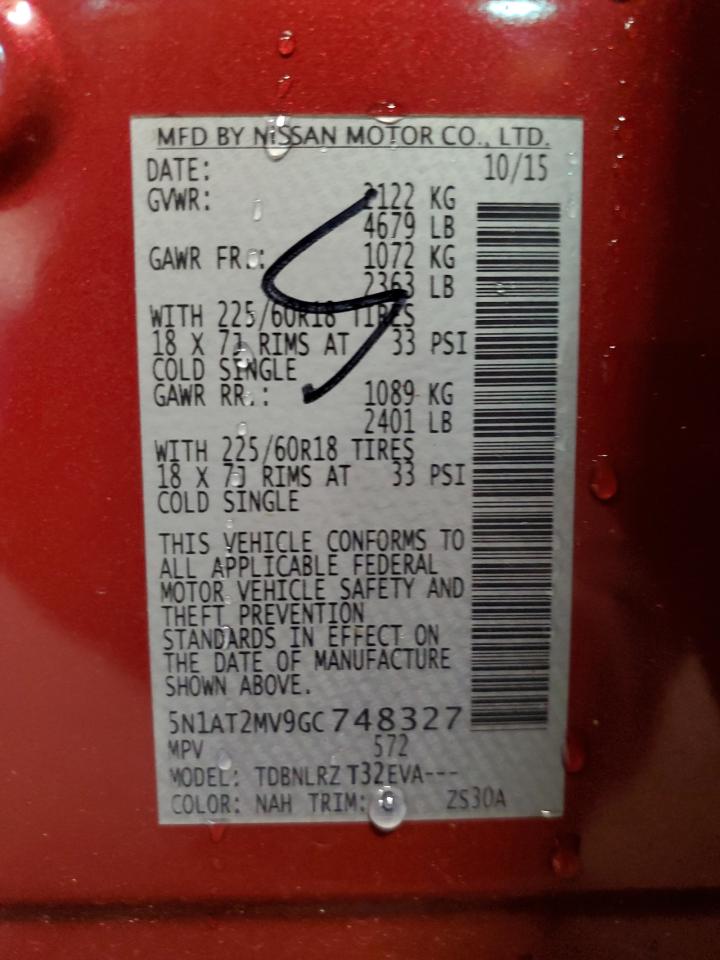 MFD BY NISSAN MOTOR CO., LTD.
DATE: 10/15
GVWR: 2122 KG
4679 LB
GAWR FR.: 1072 KG
2363 LB
WITH 225/60R18 TIRES
18 X 7J RIMS AT 33 PSI
COLD SINGLE
GAWR RR.: 1089 KG
2401 LB
WITH 225/60R18 TIRES
18 X 7J RIMS AT 33 PSI
COLD SINGLE
THIS VEHICLE CONFORMS TO
ALL APPLICABLE FEDERAL
MOTOR VEHICLE SAFETY AND
THEFT PREVENTION
STANDARDS IN EFFECT ON
THE DATE OF MANUFACTURE
SHOWN ABOVE.
5N1AT2MV9GC748327
MPV 572
MODEL: TDBNLRZ T32EVA---
COLOR: NAH TRIM: ZS30A